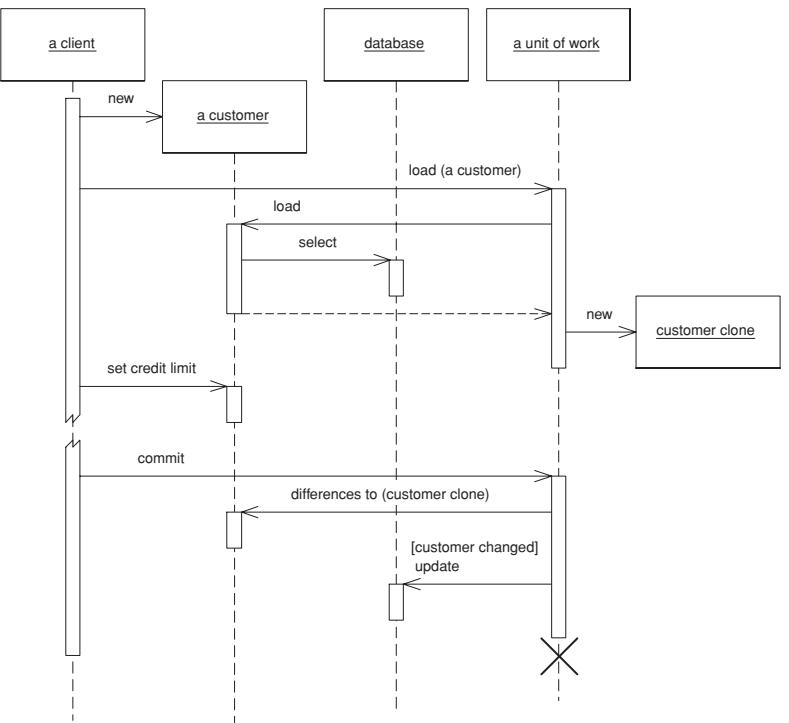 a client
database
a unit of work
new
a customer
load (a customer)
load
select
new
customer clone
set credit limit
commit
differences to (customer clone)
[customer changed]
update